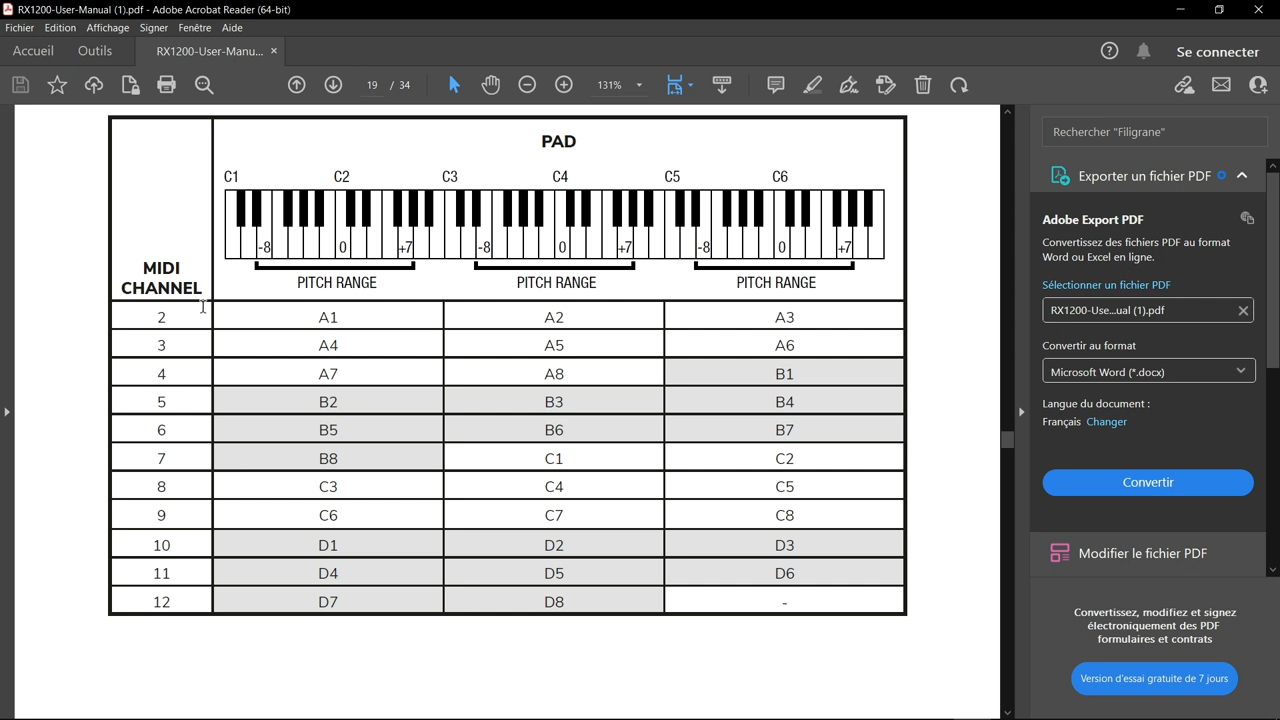 RX1200-User-Manual (1).pdf - Adobe Acrobat Reader (64-bit)
Fichier Edition Affichage Signer Fenêtre Aide
Accueil Outils RX1200-User-Manu... × Se connecter
19 / 34 131%
PAD
C1 C2 C3 C4 C5 C6
-8 0 +7 -8 0 +7 -8 0 +7
PITCH RANGE PITCH RANGE PITCH RANGE
MIDI
CHANNEL
2 A1 A2 A3
3 A4 A5 A6
4 A7 A8 B1
5 B2 B3 B4
6 B5 B6 B7
7 B8 C1 C2
8 C3 C4 C5
9 C6 C7 C8
10 D1 D2 D3
11 D4 D5 D6
12 D7 D8 -
Rechercher "Filigrane"
Exporter un fichier PDF
Adobe Export PDF
Convertissez des fichiers PDF au format
Word ou Excel en ligne.
Sélectionner un fichier PDF
RX1200-Use...ual (1).pdf
Convertir au format
Microsoft Word (*.docx)
Langue du document :
Français Changer
Convertir
Modifier le fichier PDF
Convertissez, modifiez et signez
électroniquement des PDF
formulaires et contrats
Version d'essai gratuite de 7 jours